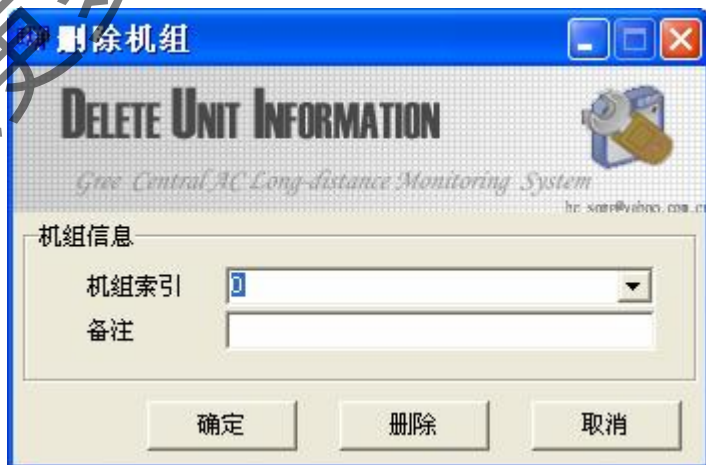 删除机组
DELETE UNIT INFORMATION
Gree Central AC Long-distance Monitoring System
机组信息
机组索引 0
备注
确定 删除 取消